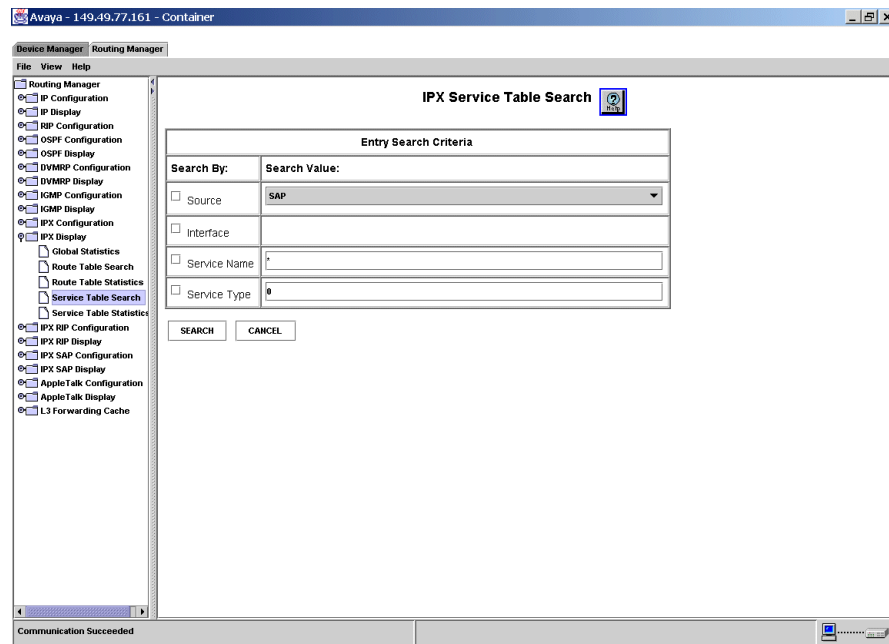 Avaya - 149.49.77.161 - Container
Device Manager Routing Manager
File View Help
Routing Manager
IP Configuration
IP Display
RIP Configuration
OSPF Configuration
OSPF Display
DVMRP Configuration
DVMRP Display
IGMP Configuration
IGMP Display
IPX Configuration
IPX Display
Global Statistics
Route Table Search
Route Table Statistics
Service Table Search
Service Table Statistics
IPX RIP Configuration
IPX RIP Display
IPX SAP Configuration
IPX SAP Display
AppleTalk Configuration
AppleTalk Display
L3 Forwarding Cache
IPX Service Table Search
Help
Entry Search Criteria
Search By: Search Value:
Source SAP
Interface
Service Name *
Service Type 0
SEARCH CANCEL
Communication Succeeded